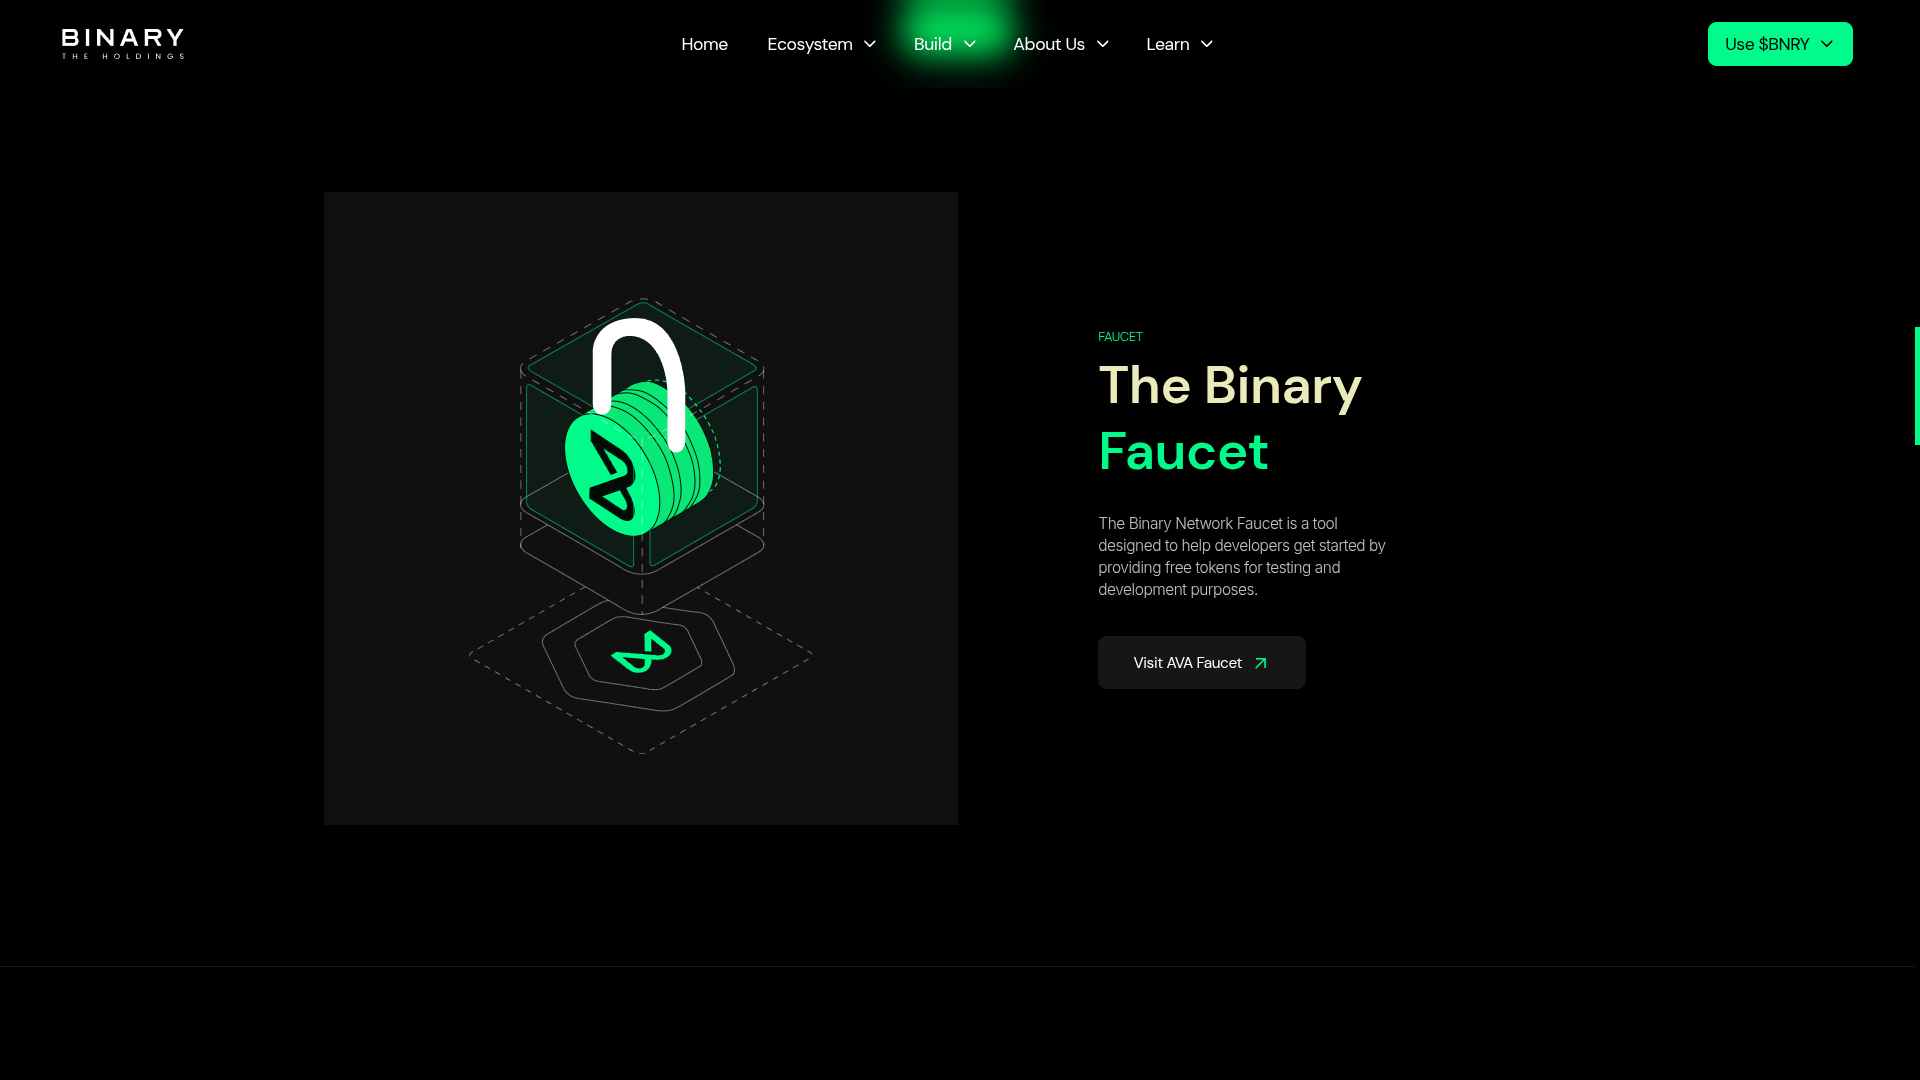 BINARY
THE HOLDINGS
Home
Ecosystem
Build
About Us
Learn
Use $BNRY
FAUCET
The Binary
Faucet
The Binary Network Faucet is a tool
designed to help developers get started by
providing free tokens for testing and
development purposes.
Visit AVA Faucet